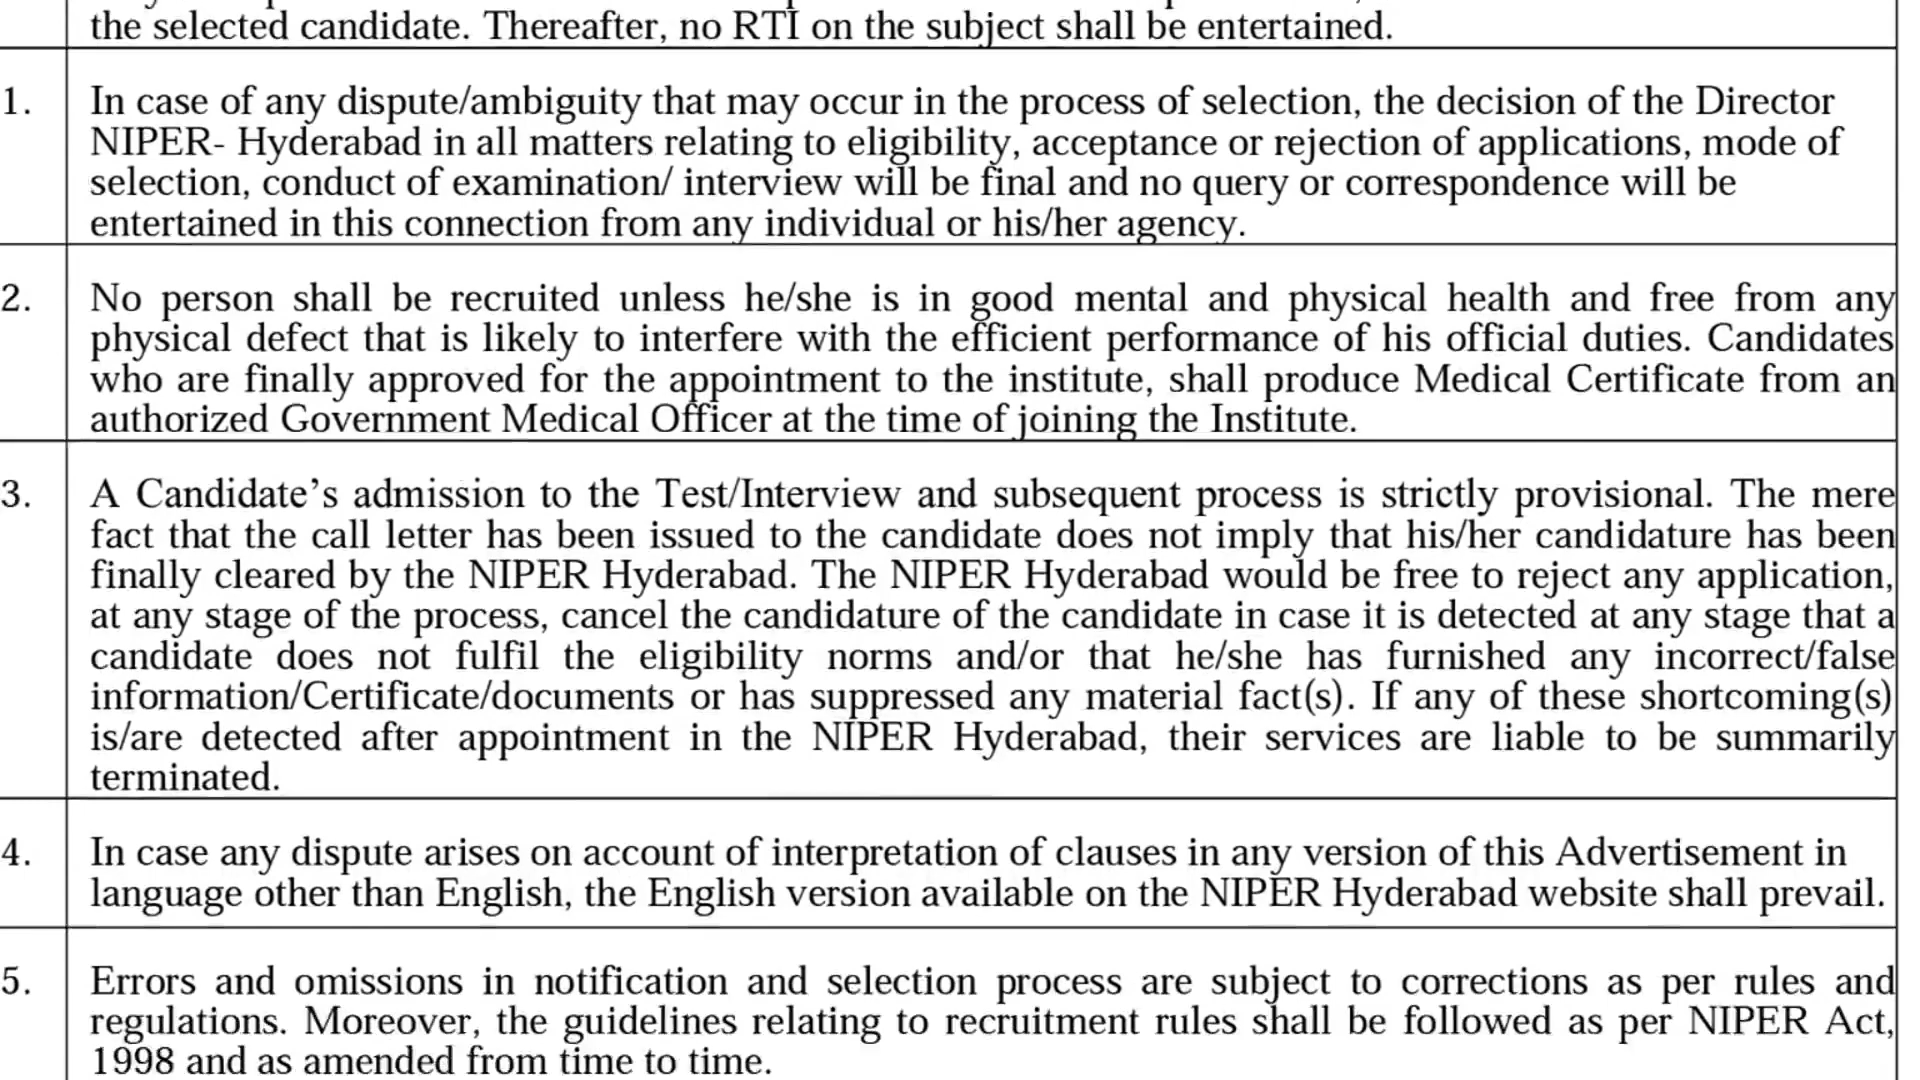 the selected candidate. Thereafter, no RTI on the subject shall be entertained.
1. In case of any dispute/ambiguity that may occur in the process of selection, the decision of the Director
NIPER- Hyderabad in all matters relating to eligibility, acceptance or rejection of applications, mode of
selection, conduct of examination/ interview will be final and no query or correspondence will be
entertained in this connection from any individual or his/her agency.
2. No person shall be recruited unless he/she is in good mental and physical health and free from any
physical defect that is likely to interfere with the efficient performance of his official duties. Candidates
who are finally approved for the appointment to the institute, shall produce Medical Certificate from an
authorized Government Medical Officer at the time of joining the Institute.
3. A Candidate’s admission to the Test/Interview and subsequent process is strictly provisional. The mere
fact that the call letter has been issued to the candidate does not imply that his/her candidature has been
finally cleared by the NIPER Hyderabad. The NIPER Hyderabad would be free to reject any application,
at any stage of the process, cancel the candidature of the candidate in case it is detected at any stage that a
candidate does not fulfil the eligibility norms and/or that he/she has furnished any incorrect/false
information/Certificate/documents or has suppressed any material fact(s). If any of these shortcoming(s)
is/are detected after appointment in the NIPER Hyderabad, their services are liable to be summarily
terminated.
4. In case any dispute arises on account of interpretation of clauses in any version of this Advertisement in
language other than English, the English version available on the NIPER Hyderabad website shall prevail.
5. Errors and omissions in notification and selection process are subject to corrections as per rules and
regulations. Moreover, the guidelines relating to recruitment rules shall be followed as per NIPER Act,
1998 and as amended from time to time.